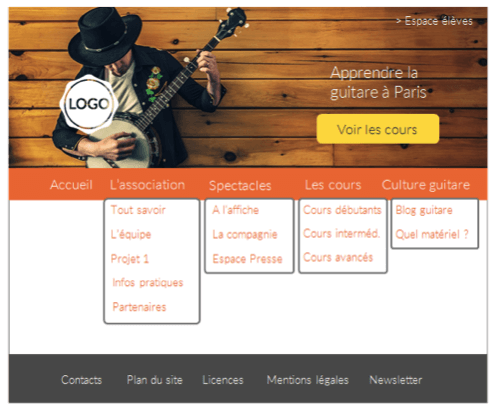 > Espace élèves
Apprendre la
guitare à Paris
LOGO
Voir les cours
Accueil L'association Spectacles Les cours Culture guitare
Tout savoir
L'équipe
Projet 1
Infos pratiques
Partenaires
A l'affiche
La compagnie
Espace Presse
Cours débutants
Cours interméd.
Cours avancés
Blog guitare
Quel matériel ?
Contacts Plan du site Licences Mentions légales Newsletter